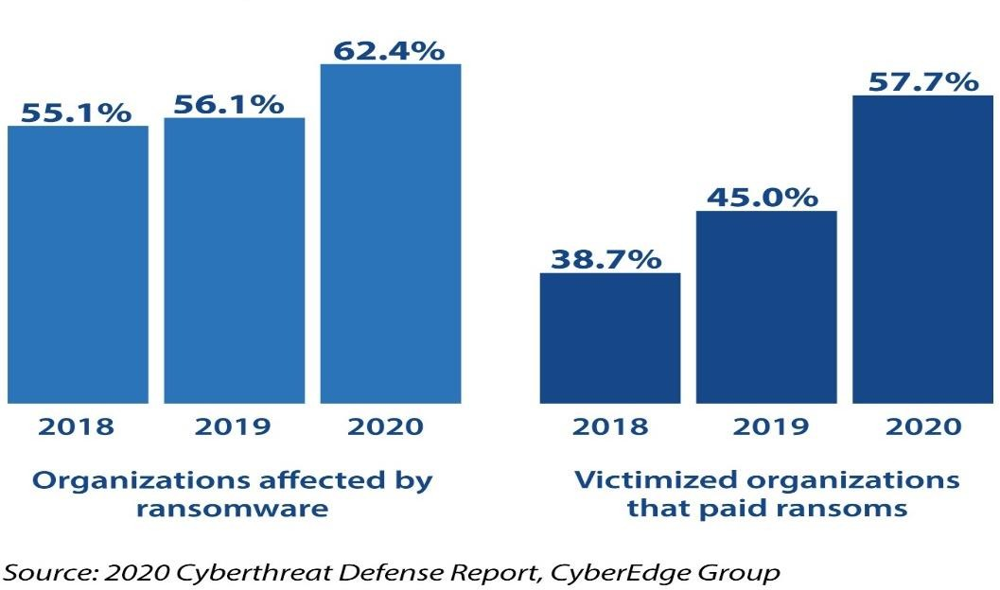 55.1%
56.1%
62.4%
2018
2019
2020
Organizations affected by
ransomware
38.7%
45.0%
57.7%
2018
2019
2020
Victimized organizations
that paid ransoms
Source: 2020 Cyberthreat Defense Report, CyberEdge Group